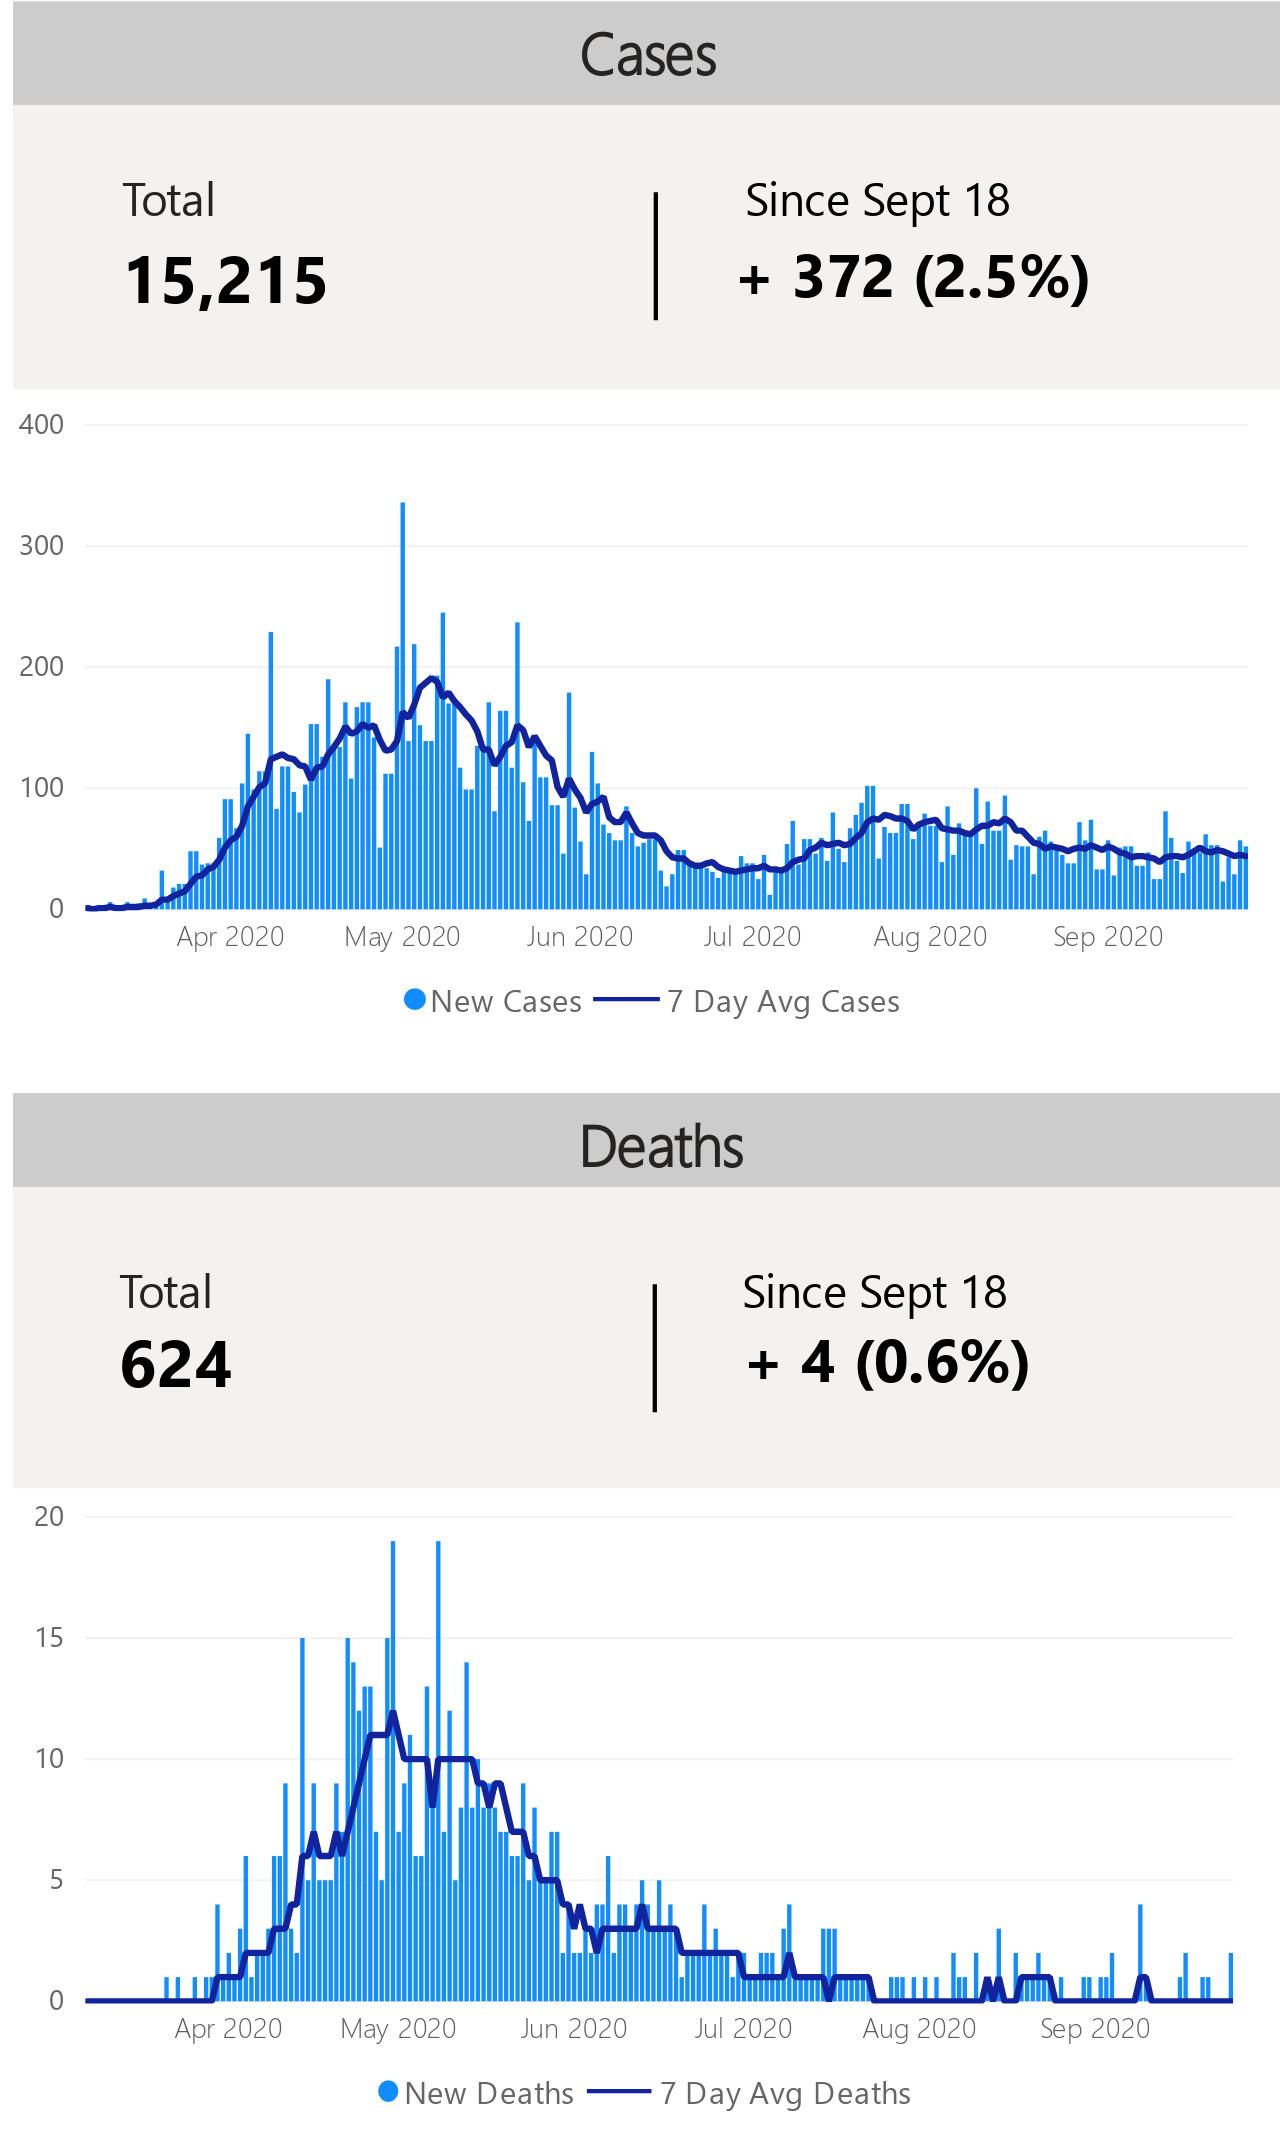 Cases
Total
Since Sept 18
15,215
+ 372 (2.5%)
400
300
200
100
0
Apr 2020
May 2020
Jun 2020
Jul 2020
Aug 2020
Sep 2020
New Cases
7 Day Avg Cases
Deaths
Total
Since Sept 18
624
+ 4 (0.6%)
20
15
10
5
0
Apr 2020
May 2020
Jun 2020
Jul 2020
Aug 2020
Sep 2020
New Deaths
7 Day Avg Deaths